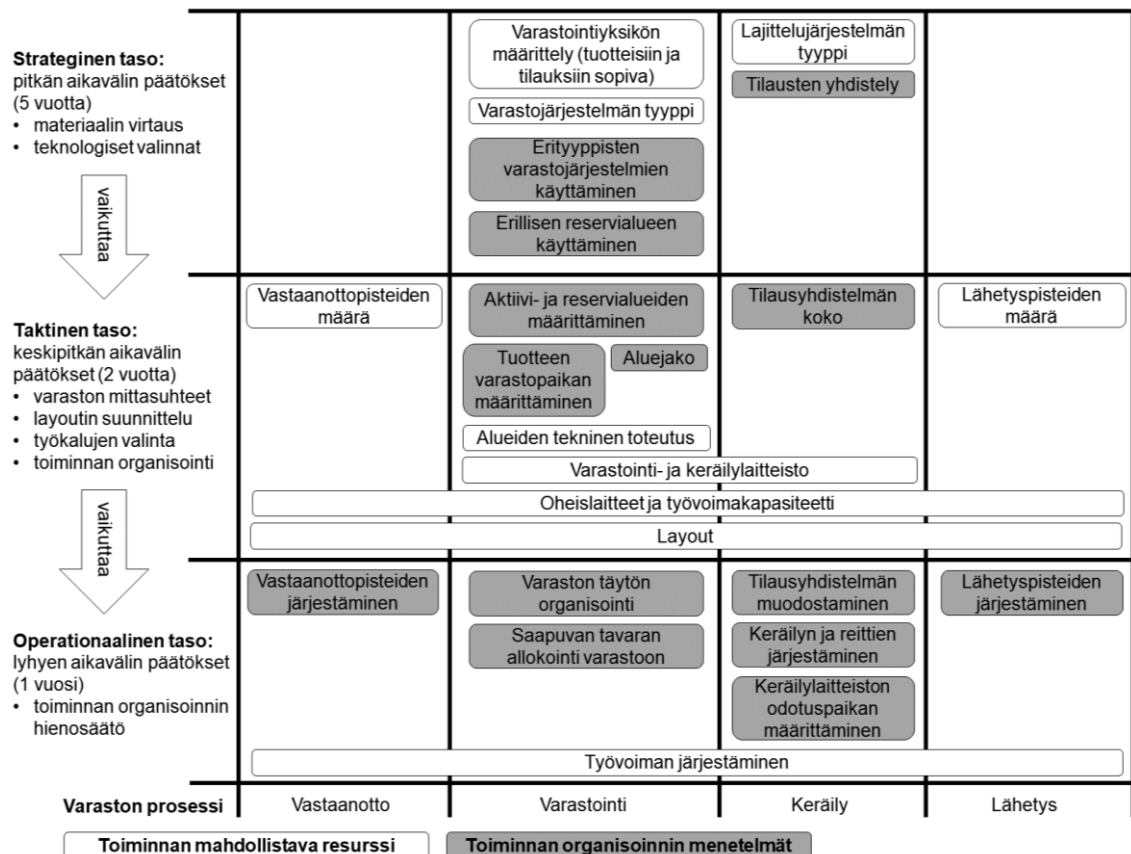 Strateginen taso:
pitkän aikavälin päätökset
(5 vuotta)
• materiaalin virtaus
• teknologiset valinnat
Varastointiyksikön
määrittely (tuotteisiin ja
tilauksiin sopiva)
Varastojärjestelmän tyyppi
Erityyppisten
varastojärjestelmien
käyttäminen
Erillisen reservialueen
käyttäminen
Lajittelujärjestelmän
tyyppi
Tilausten yhdistely
vaikuttaa
Taktinen taso:
keskipitkän aikavälin
päätökset (2 vuotta)
• varaston mittasuhteet
• layoutin suunnittelu
• työkalujen valinta
• toiminnan organisointi
Vastaanottopisteiden
määrä
Aktiivi- ja reservialueiden
määrittäminen
Tuotteen
varastopaikan
määrittäminen
Aluejako
Alueiden tekninen toteutus
Tilausyhdistelmän
koko
Lähetyspisteiden
määrä
Varastointi- ja keräilylaitteisto
Oheislaitteet ja työvoimakapasiteetti
Layout
vaikuttaa
Operationaalinen taso:
lyhyen aikavälin päätökset
(1 vuosi)
• toiminnan organisoinnin
hienosäätö
Vastaanottopisteiden
järjestäminen
Varaston täytön
organisointi
Saapuvan tavaran
allokointi varastoon
Tilausyhdistelmän
muodostaminen
Keräilyn ja reittien
järjestäminen
Keräilylaitteiston
odotuspaikan
määrittäminen
Lähetyspisteiden
järjestäminen
Työvoiman järjestäminen
Varaston prosessi
Vastaanotto
Varastointi
Keräily
Lähetys
Toiminnan mahdollistava resurssi
Toiminnan organisoinnin menetelmät